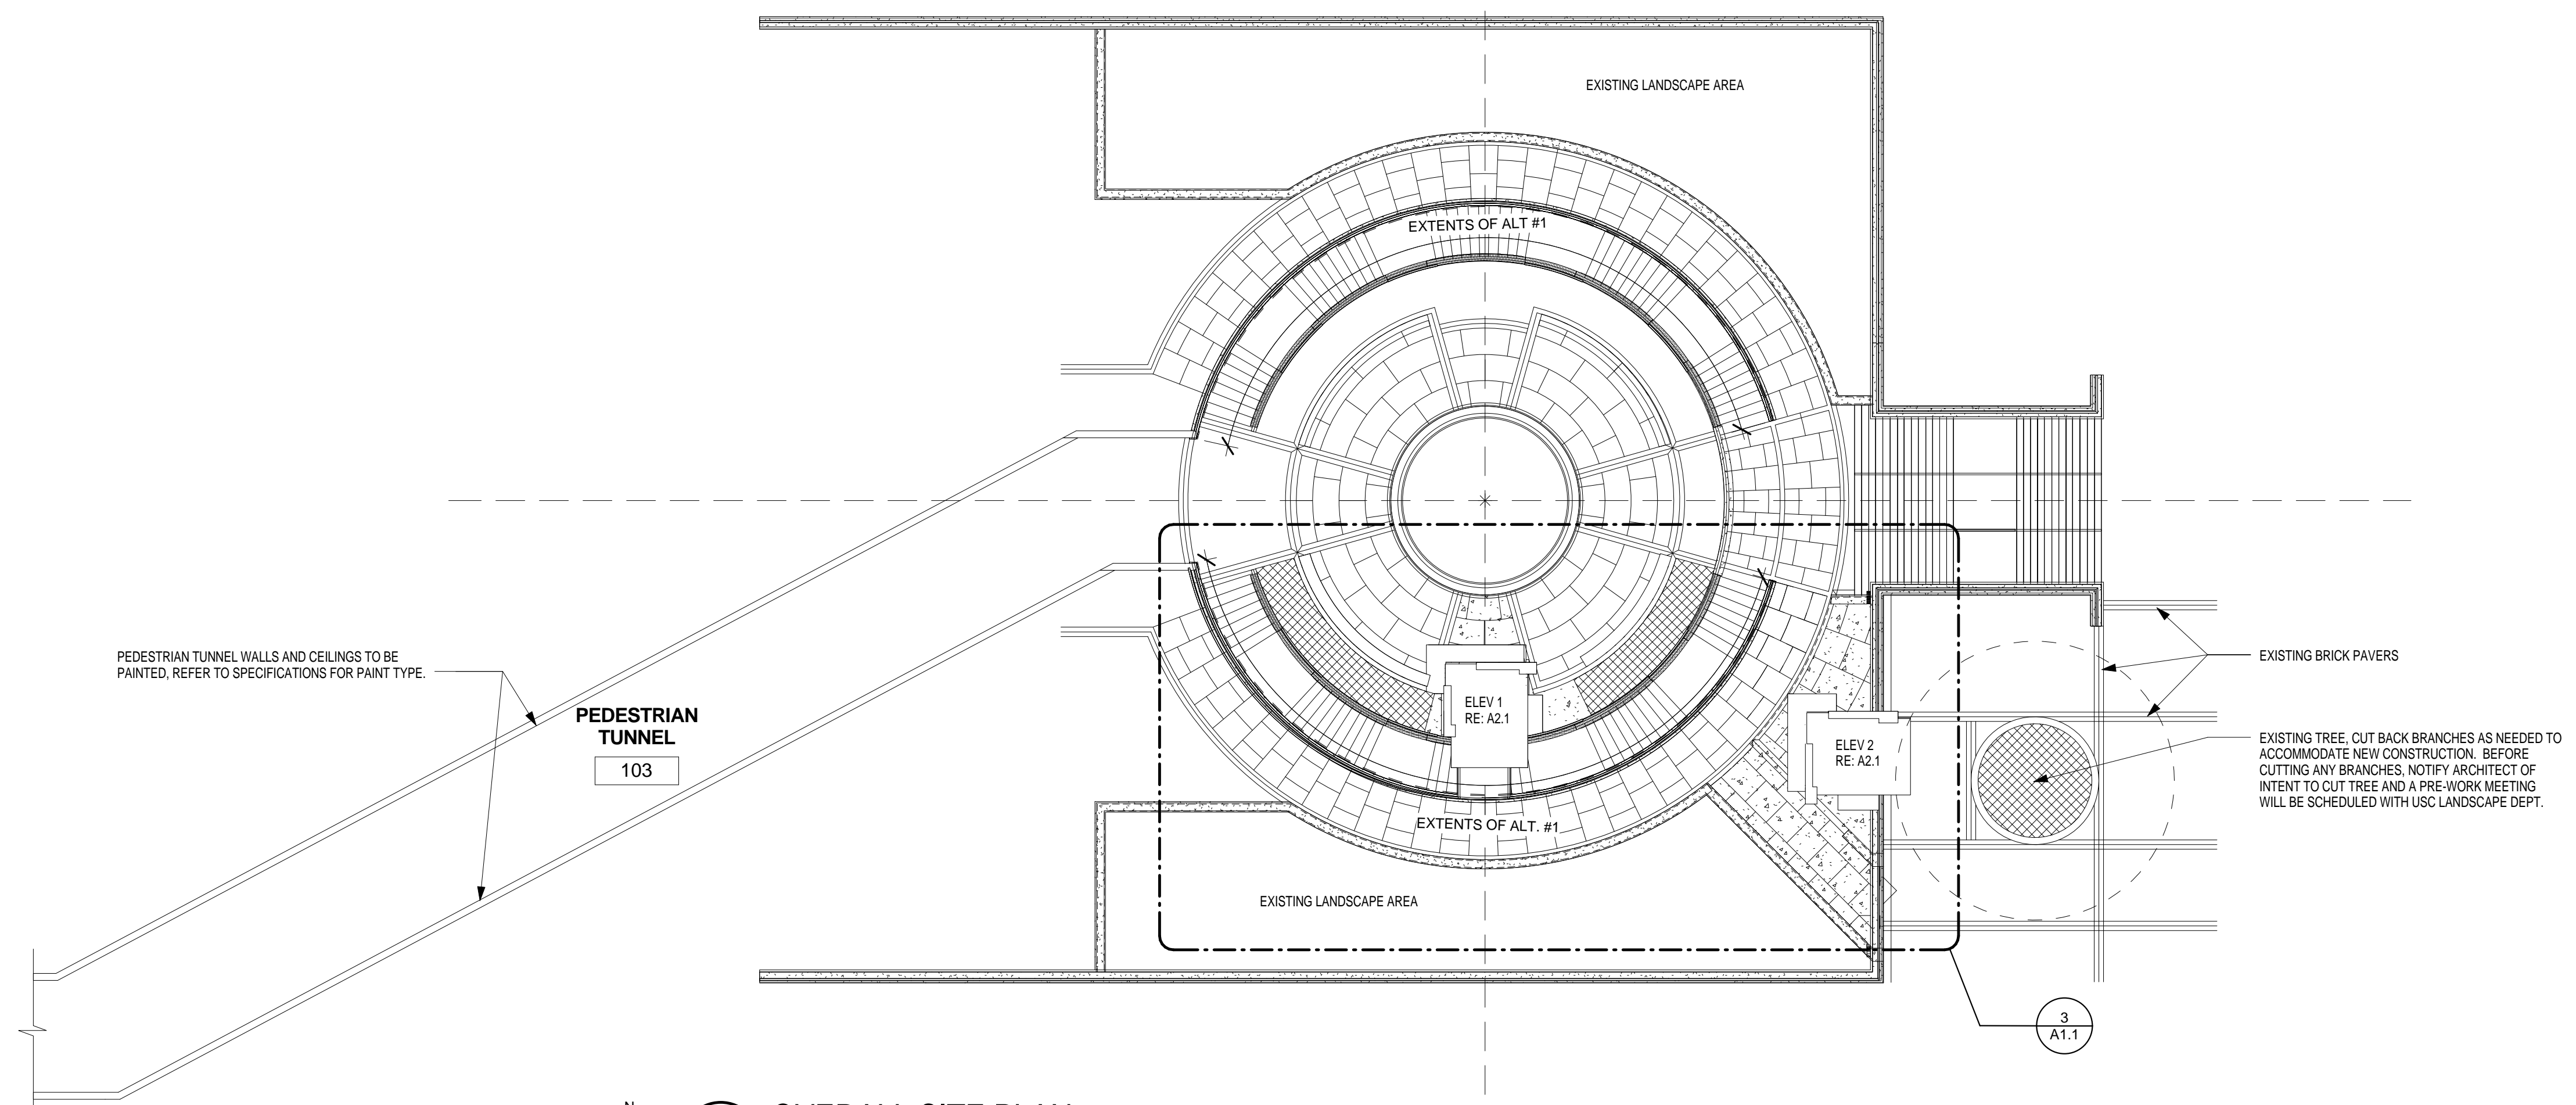 EXISTING LANDSCAPE AREA
EXTENTS OF ALT #1
PEDESTRIAN TUNNEL WALLS AND CEILINGS TO BE
PAINTED, REFER TO SPECIFICATIONS FOR PAINT TYPE.
PEDESTRIAN
TUNNEL
103
ELEV 1
RE: A2.1
ELEV 2
RE: A2.1
EXISTING BRICK PAVERS
EXISTING TREE, CUT BACK BRANCHES AS NEEDED TO
ACCOMMODATE NEW CONSTRUCTION. BEFORE
CUTTING ANY BRANCHES, NOTIFY ARCHITECT OF
INTENT TO CUT TREE AND A PRE-WORK MEETING
WILL BE SCHEDULED WITH USC LANDSCAPE DEPT.
EXTENTS OF ALT. #1
EXISTING LANDSCAPE AREA
3
A1.1
N
OVERALL SITE PLAN